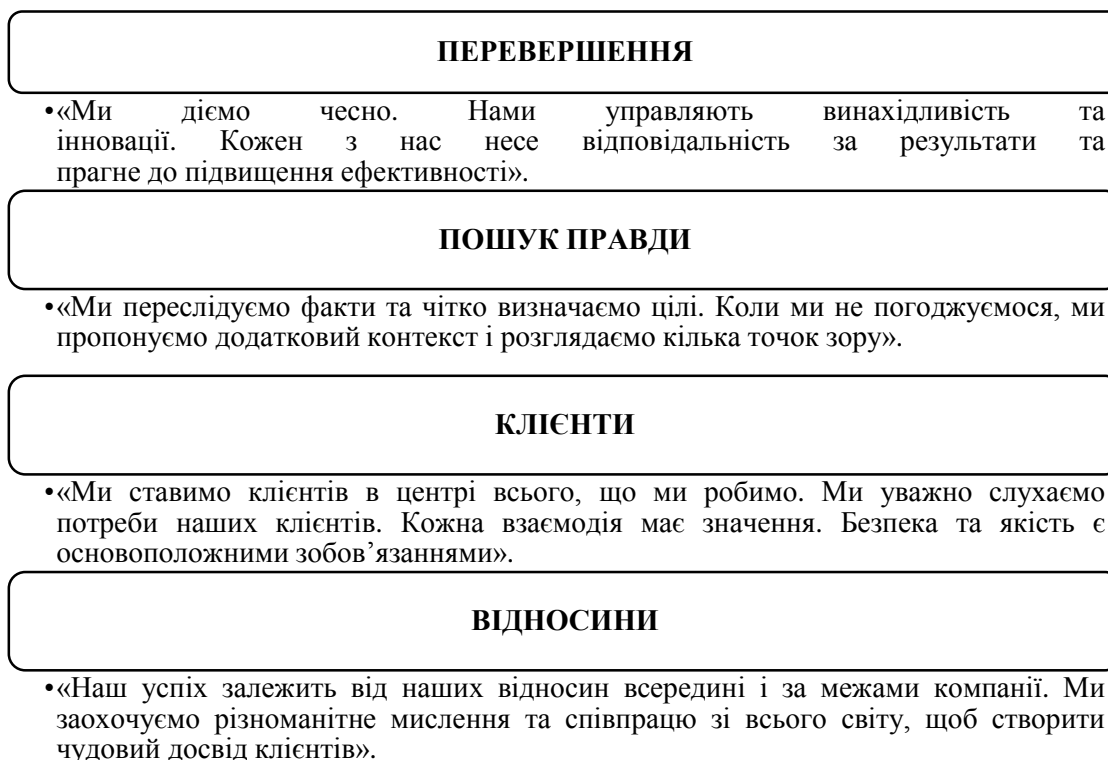 ПЕРЕВЕРШЕННЯ
•«Ми діємо чесно. Нами управляють винахідливість та
інновації. Кожен з нас несе відповідальність за результати та
прагне до підвищення ефективності».
ПОШУК ПРАВДИ
•«Ми переслідуємо факти та чітко визначаємо цілі. Коли ми не погоджуємося, ми
пропонуємо додатковий контекст і розглядаємо кілька точок зору».
КЛІЄНТИ
•«Ми ставимо клієнтів в центрі всього, що ми робимо. Ми уважно слухаємо
потреби наших клієнтів. Кожна взаємодія має значення. Безпека та якість є
основоположними зобов’язаннями».
ВІДНОСИНИ
•«Наш успіх залежить від наших відносин всередині і за межами компанії. Ми
заохочуємо різноманітне мислення та співпрацю зі всього світу, щоб створити
чудовий досвід клієнтів».